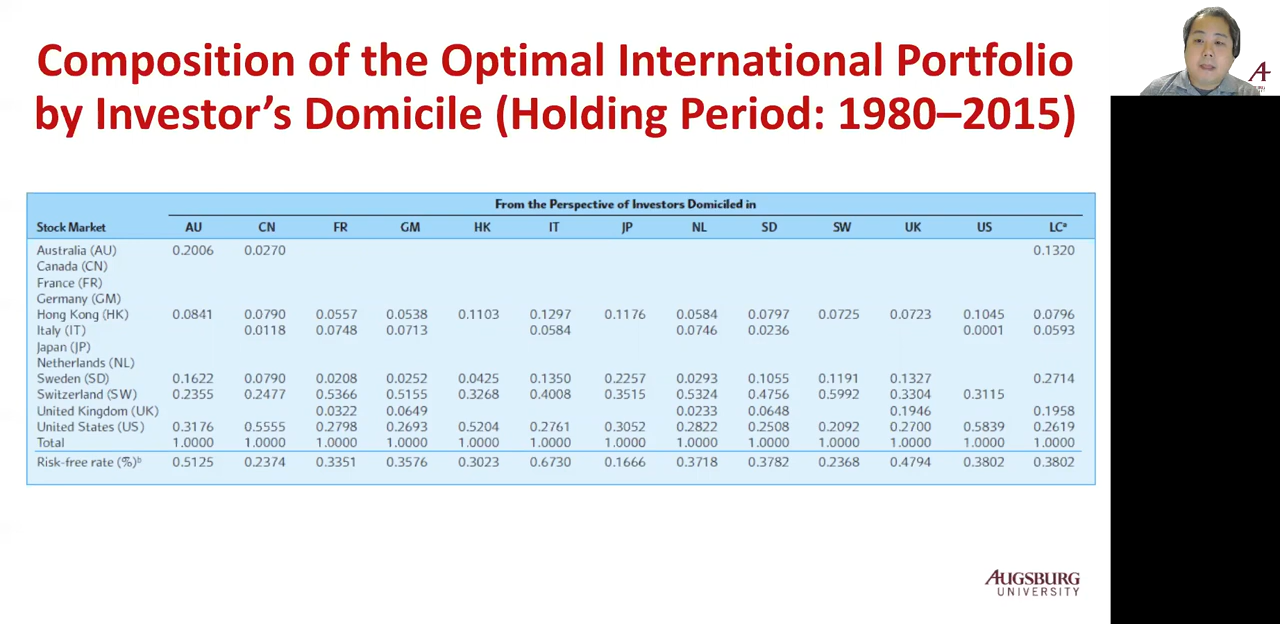 Composition of the Optimal International Portfolio
by Investor’s Domicile (Holding Period: 1980–2015)
From the Perspective of Investors Domiciled in
Stock Market AU CN FR GM HK IT JP NL SD SW UK US LCª
Australia (AU) 0.2006 0.0270 0.1320
Canada (CN)
France (FR)
Germany (GM)
Hong Kong (HK) 0.0841 0.0790 0.0557 0.0538 0.1103 0.1297 0.1176 0.0584 0.0797 0.0725 0.0723 0.1045 0.0796
Italy (IT) 0.0118 0.0748 0.0713 0.0584 0.0746 0.0236 0.0001 0.0593
Japan (JP)
Netherlands (NL)
Sweden (SD) 0.1622 0.0790 0.0208 0.0252 0.0425 0.1350 0.2257 0.0293 0.1055 0.1191 0.1327 0.2714
Switzerland (SW) 0.2355 0.2477 0.5366 0.5155 0.3268 0.4008 0.3515 0.5324 0.4756 0.5992 0.3304 0.3115
United Kingdom (UK) 0.0322 0.0649 0.0233 0.0648 0.1946 0.1958
United States (US) 0.3176 0.5555 0.2798 0.2693 0.5204 0.2761 0.3052 0.2822 0.2508 0.2092 0.2700 0.5839 0.2619
Total 1.0000 1.0000 1.0000 1.0000 1.0000 1.0000 1.0000 1.0000 1.0000 1.0000 1.0000 1.0000 1.0000
Risk-free rate (%)ᵇ 0.5125 0.2374 0.3351 0.3576 0.3023 0.6730 0.1666 0.3718 0.3782 0.2368 0.4794 0.3802 0.3802
AUGSBURG
UNIVERSITY